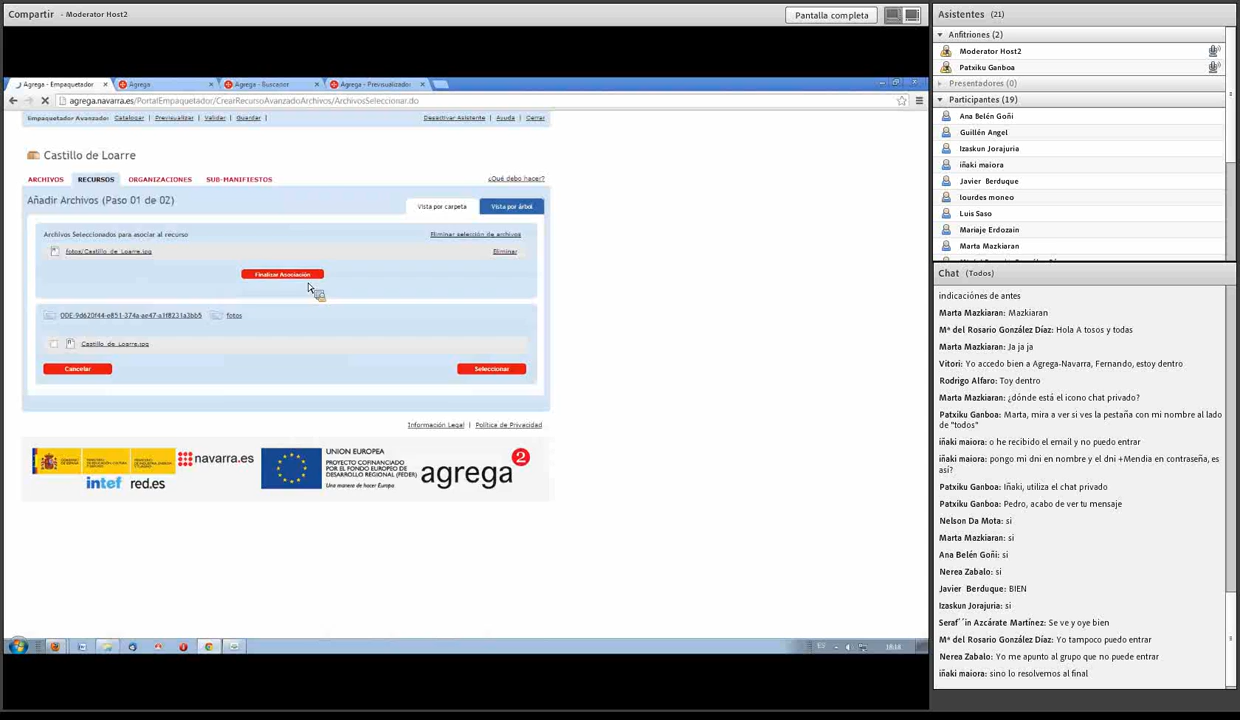 Compartir - Moderator Host2
Pantalla completa
Agrega - Empaquetador
Agrega
Agrega - Buscador
Agrega - Previsualizador
agrega.navarra.es/PortalEmpaquetador/CrearRecursoAvanzadoArchivos/ArchivosSeleccionar.do
Empaquetador Avanzado: Catalogar | Previsualizar | Validar | Guardar |
Desactivar Asistente | Ayuda | Cerrar
Castillo de Loarre
ARCHIVOS RECURSOS ORGANIZACIONES SUB-MANIFIESTOS
¿Qué debo hacer?
Añadir Archivos (Paso 01 de 02)
Vista por carpeta
Vista por árbol
Archivos Seleccionados para asociar al recurso
Eliminar selección de archivos
fotos/Castillo_de_Loarre.jpg
Eliminar
Finalizar Asociación
fotos
Castillo_de_Loarre.jpg
Cancelar
Seleccionar
Información Legal | Política de Privacidad
navarra.es
intef red.es
UNION EUROPEA
PROYECTO COFINANCIADO
POR EL FONDO EUROPEO DE
DESARROLLO REGIONAL (FEDER)
Una manera de hacer Europa
agrega 2
Asistentes (21)
Anfitriones (2)
Moderator Host2
Patxiku Ganboa
Presentadores (0)
Participantes (19)
Ana Belén Goñi
Guillén Angel
Izaskun Jorajuria
iñaki maiora
Javier Berduque
lourdes moneo
Luis Saso
Mariaje Erdozain
Marta Mazkiaran
Chat (Todos)
indicaciónes de antes
Marta Mazkiaran: Mazkiaran
Mª del Rosario González Díaz: Hola A tosos y todas
Marta Mazkiaran: Ja ja ja
Vitori: Yo accedo bien a Agrega-Navarra, Fernando, estoy dentro
Rodrigo Alfaro: Toy dentro
Marta Mazkiaran: ¿dónde está el icono chat privado?
Patxiku Ganboa: Marta, mira a ver si ves la pestaña con mi nombre al lado
de "todos"
iñaki maiora: o he recibido el email y no puedo entrar
iñaki maiora: pongo mi dni en nombre y el dni +Mendia en contraseña, es
asi?
Patxiku Ganboa: Iñaki, utiliza el chat privado
Patxiku Ganboa: Pedro, acabo de ver tu mensaje
Nelson Da Mota: si
Marta Mazkiaran: si
Ana Belén Goñi: si
Nerea Zabalo: si
Javier Berduque: BIEN
Izaskun Jorajuria: si
Seraf´´in Azcárate Martínez: Se ve y oye bien
Mª del Rosario González Díaz: Yo tampoco puedo entrar
Nerea Zabalo: Yo me apunto al grupo que no puede entrar
iñaki maiora: sino lo resolvemos al final